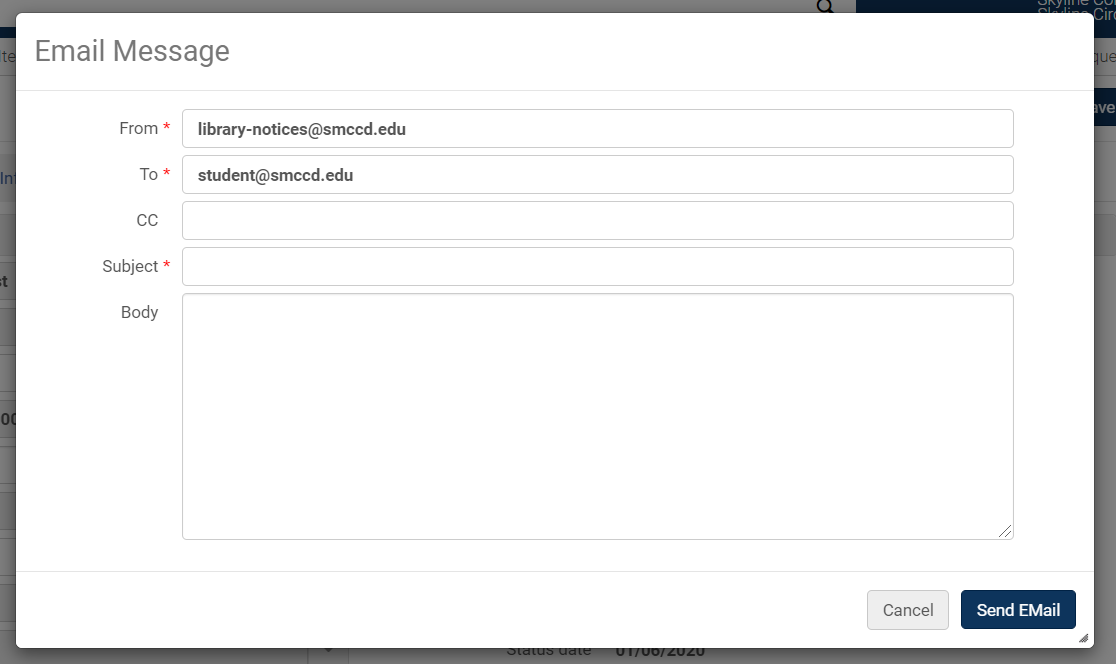 Email Message
From *
library-notices@smccd.edu
To *
student@smccd.edu
CC
Subject *
Body
Cancel
Send EMail
Status date
01/06/2020